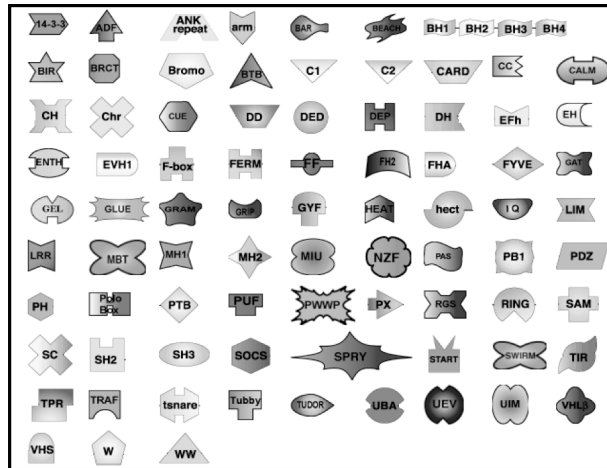 14-3-3 ADF ANK repeat arm BAR BEACH BH1 BH2 BH3 BH4
BIR BRCT Bromo BTB C1 C2 CARD CC CALM
CH Chr CUE DD DED DEP DH EFh EH
ENTH EVH1 F-box FERM FF FH2 FHA FYVE GAT
GEL GLUE GRAM GRIP GYF HEAT hect IQ LIM
LRR MBT MH1 MH2 MIU NZF PAS PB1 PDZ
PH Polo Box PTB PUF PWWP PX RGS RING SAM
SC SH2 SH3 SOCS SPRY START SWIRM TIR
TPR TRAF tsnare Tubby TUDOR UBA UEV UIM VHLβ
VHS W WW